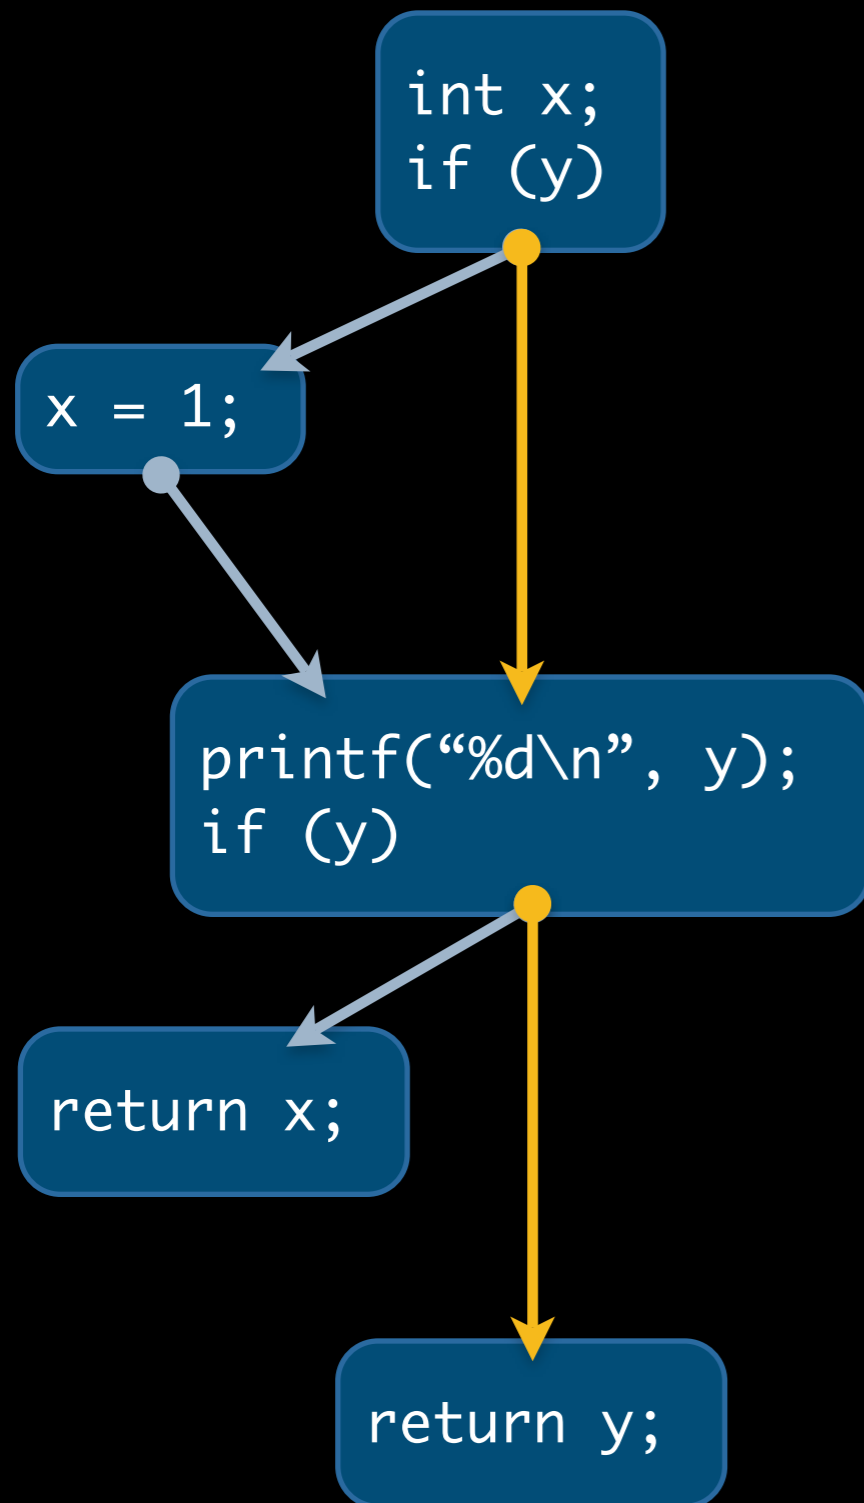 int x;
if (y)
x = 1;
printf(“%d\n”, y);
if (y)
return x;
return y;